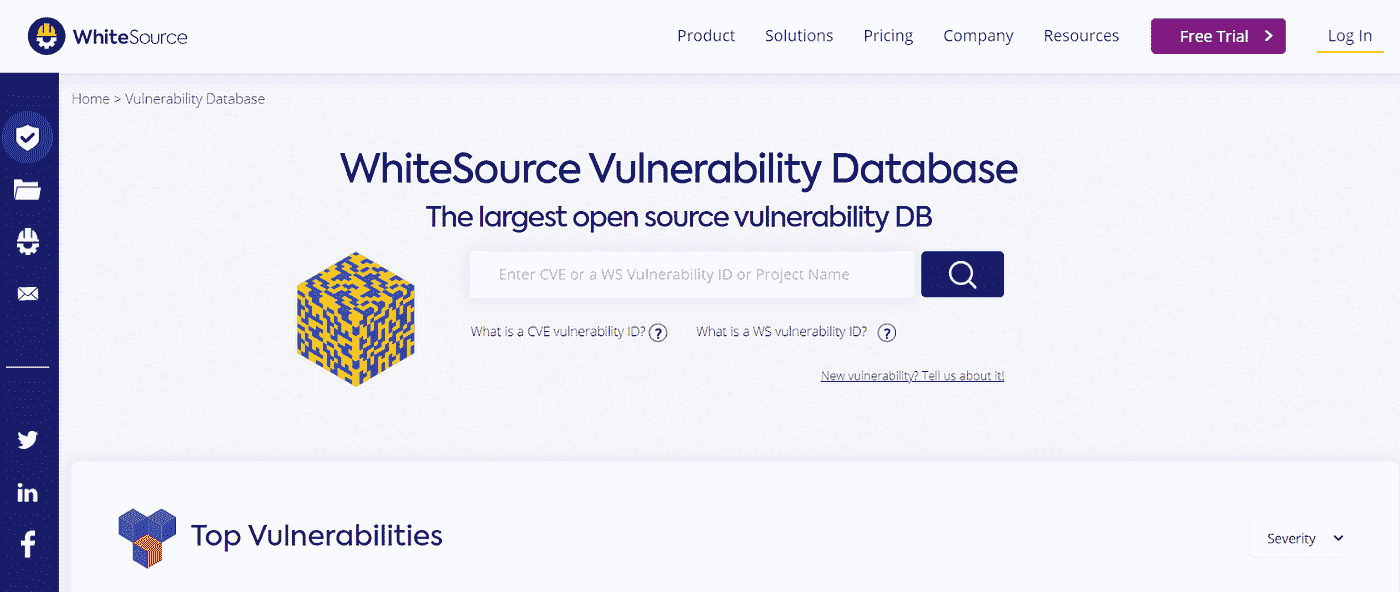 WhiteSource
Product Solutions Pricing Company Resources Free Trial Log In
Home > Vulnerability Database
WhiteSource Vulnerability Database
The largest open source vulnerability DB
Enter CVE or a WS Vulnerability ID or Project Name
What is a CVE vulnerability ID? ? What is a WS vulnerability ID? ?
New vulnerability? Tell us about it!
in
f
Top Vulnerabilities
Severity